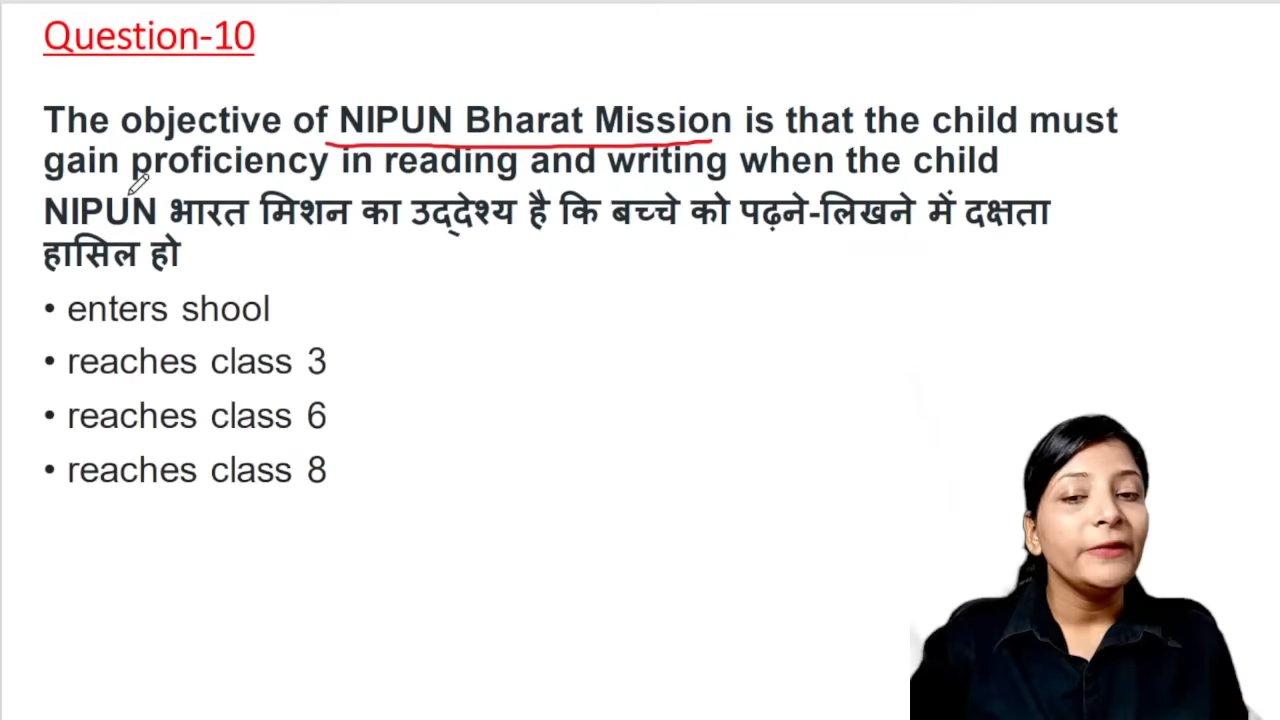 Question-10
The objective of NIPUN Bharat Mission is that the child must
gain proficiency in reading and writing when the child
NIPUN भारत मिशन का उद्देश्य है कि बच्चे को पढ़ने-लिखने में दक्षता
हासिल हो
• enters shool
• reaches class 3
• reaches class 6
• reaches class 8